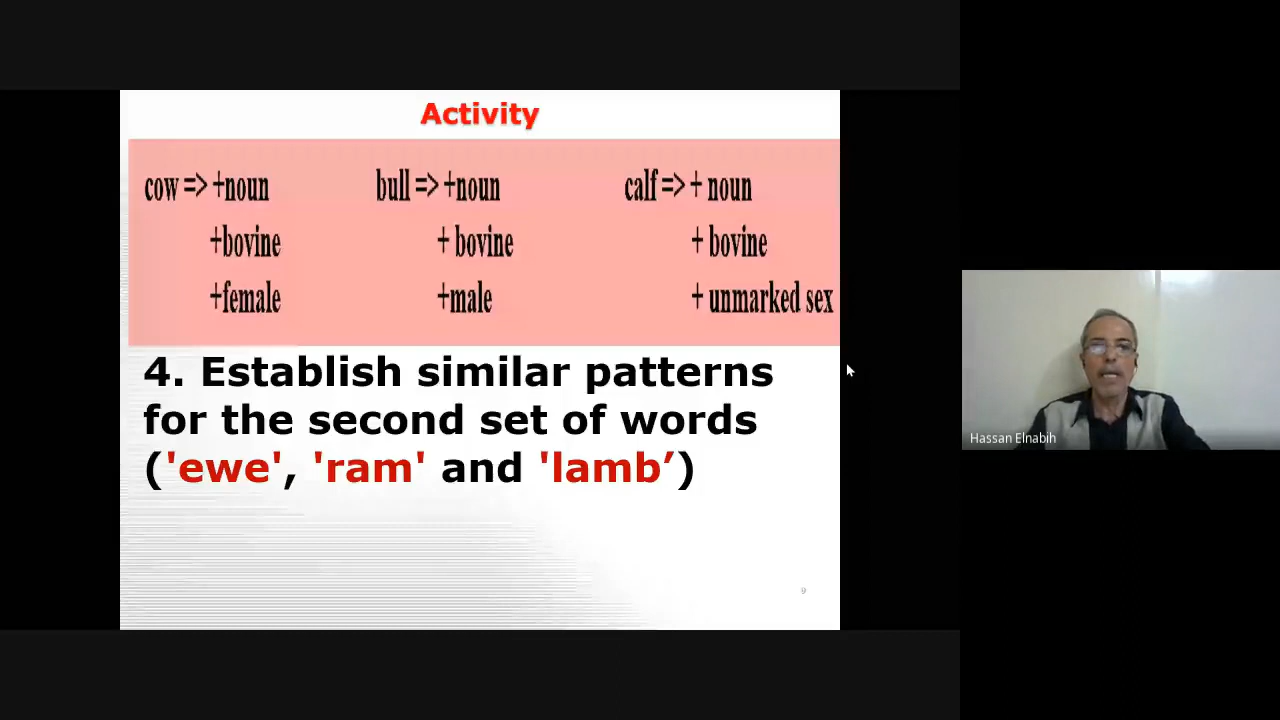 Activity
cow => +noun bull => +noun calf => + noun
+bovine + bovine + bovine
+female +male + unmarked sex
4. Establish similar patterns
for the second set of words
('ewe', 'ram' and 'lamb’)
9
Hassan Elnabih